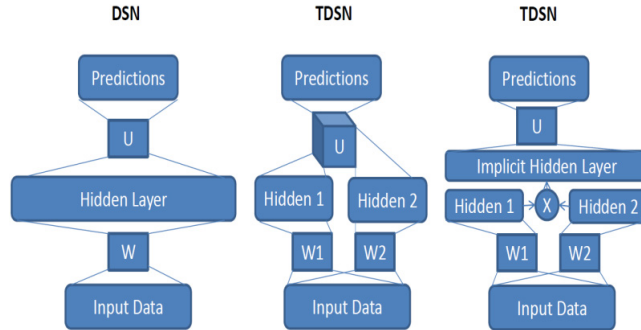 DSN
Predictions
U
Hidden Layer
W
Input Data
TDSN
Predictions
U
Hidden 1
Hidden 2
W1
W2
Input Data
TDSN
Predictions
U
Implicit Hidden Layer
Hidden 1
X
Hidden 2
W1
W2
Input Data